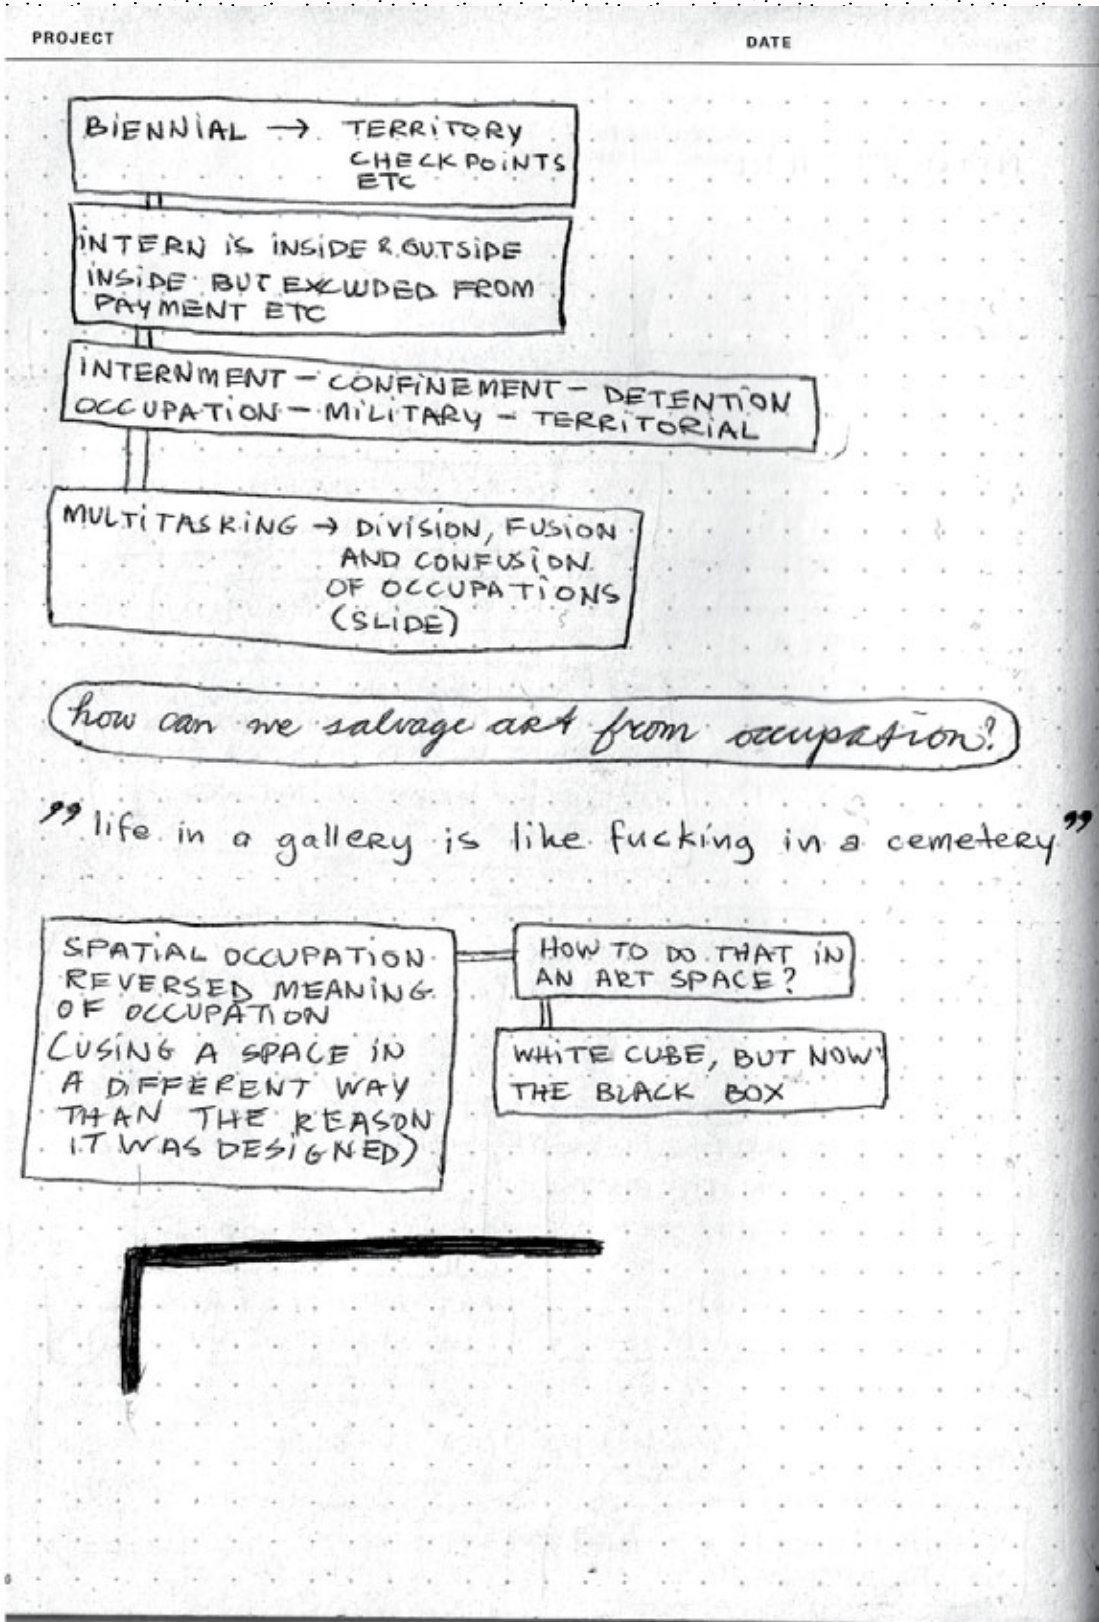 PROJECT
DATE
BIENNIAL → TERRITORY
CHECKPOINTS
ETC
INTERN IS INSIDE & OUTSIDE
INSIDE BUT EXCLUDED FROM
PAYMENT ETC
INTERNMENT – CONFINEMENT – DETENTION
OCCUPATION – MILITARY – TERRITORIAL
MULTITASKING → DIVISION, FUSION
AND CONFUSION
OF OCCUPATIONS
(SLIDE)
how can we salvage art from occupation?
"life in a gallery is like fucking in a cemetery"
SPATIAL OCCUPATION
REVERSED MEANING
OF OCCUPATION
(USING A SPACE IN
A DIFFERENT WAY
THAN THE REASON
IT WAS DESIGNED)
HOW TO DO THAT IN
AN ART SPACE?
WHITE CUBE, BUT NOW
THE BLACK BOX